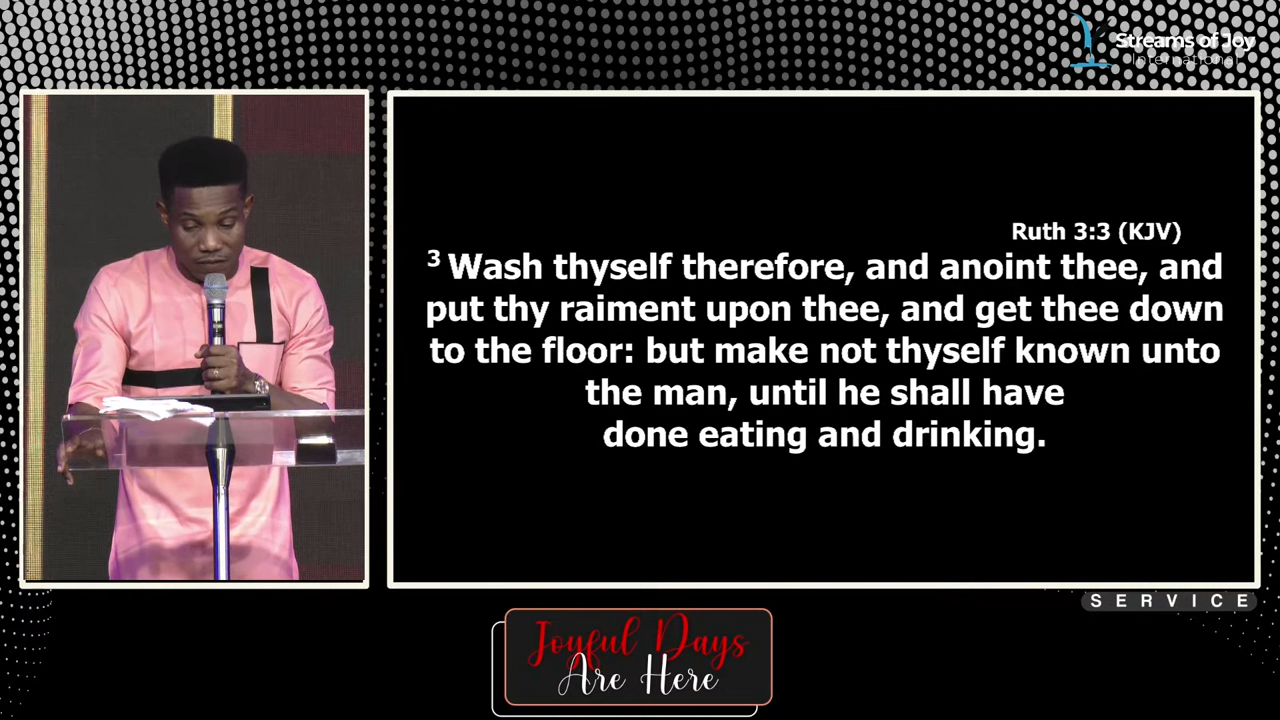 Streams of Joy
International
Ruth 3:3 (KJV)
3 Wash thyself therefore, and anoint thee, and
put thy raiment upon thee, and get thee down
to the floor: but make not thyself known unto
the man, until he shall have
done eating and drinking.
SERVICE
Joyful Days
Are Here